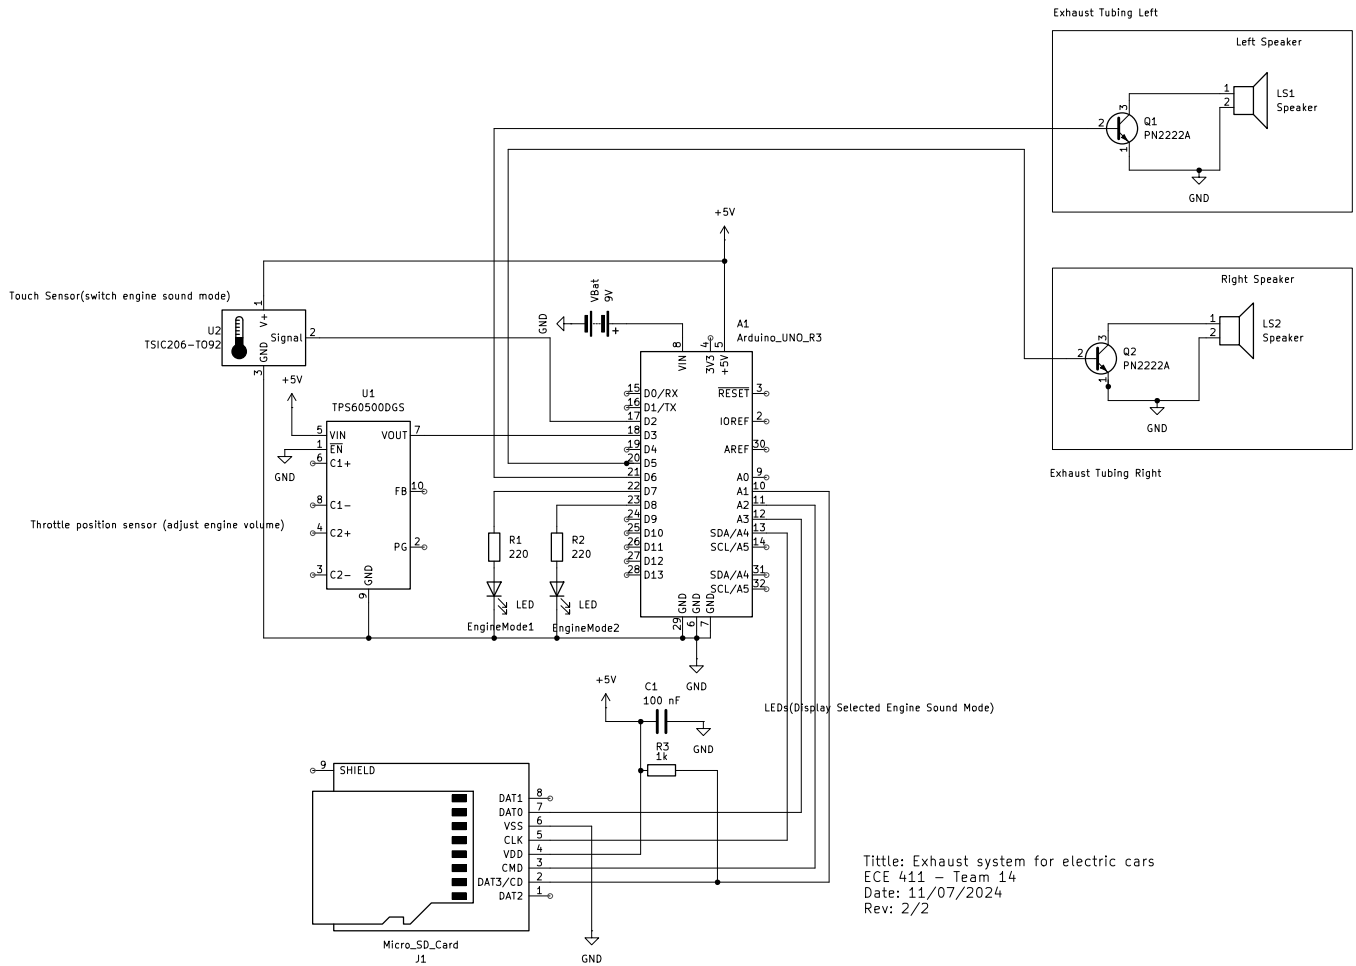 Exhaust Tubing Left
Left Speaker
1
2
LS1
Speaker
3
2
1
Q1
PN2222A
GND
+5V
Right Speaker
1
2
LS2
Speaker
3
2
1
Q2
PN2222A
GND
Exhaust Tubing Right
Touch Sensor(switch engine sound mode)
1
V+
U2
TSIC206-TO92
GND
Signal
2
3
VBat
9V
GND
+
A1
Arduino_UNO_R3
8
4
5
VIN
3V3
+5V
15 D0/RX
16 D1/TX
17 D2
18 D3
19 D4
20 D5
21 D6
22 D7
23 D8
24 D9
25 D10
26 D11
27 D12
28 D13
RESET 3
IOREF 2
AREF 30
A0 9
A1 10
A2 11
A3 12
SDA/A4 13
SCL/A5 14
SDA/A4 31
SCL/A5 32
GND
GND
GND
29
6
7
GND
+5V
U1
TPS60500DGS
5 VIN
1 EN
6 C1+
8 C1-
4 C2+
3 C2-
VOUT 7
FB 10
PG 2
GND
9
GND
Throttle position sensor (adjust engine volume)
R1
220
R2
220
LED
LED
EngineMode1
EngineMode2
+5V
C1
100 nF
GND
R3
1k
LEDs(Display Selected Engine Sound Mode)
9 SHIELD
DAT1 8
DAT0 7
VSS 6
CLK 5
VDD 4
CMD 3
DAT3/CD 2
DAT2 1
Micro_SD_Card
J1
GND
Tittle: Exhaust system for electric cars
ECE 411 - Team 14
Date: 11/07/2024
Rev: 2/2